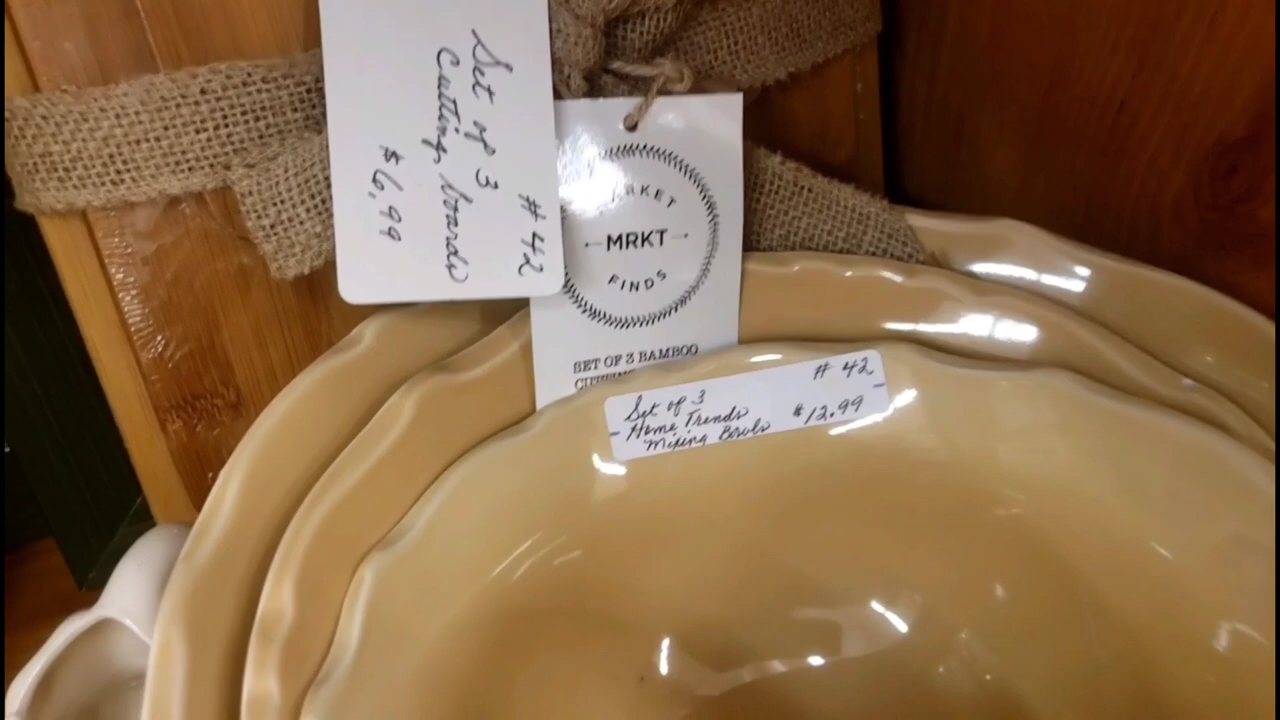 # 42
Set of 3
Cutting boards
$6.99
MARKET
MRKT
FINDS
SET OF 3 BAMBOO
# 42
Set of 3
Home Trends
Mixing Bowls
$12.99